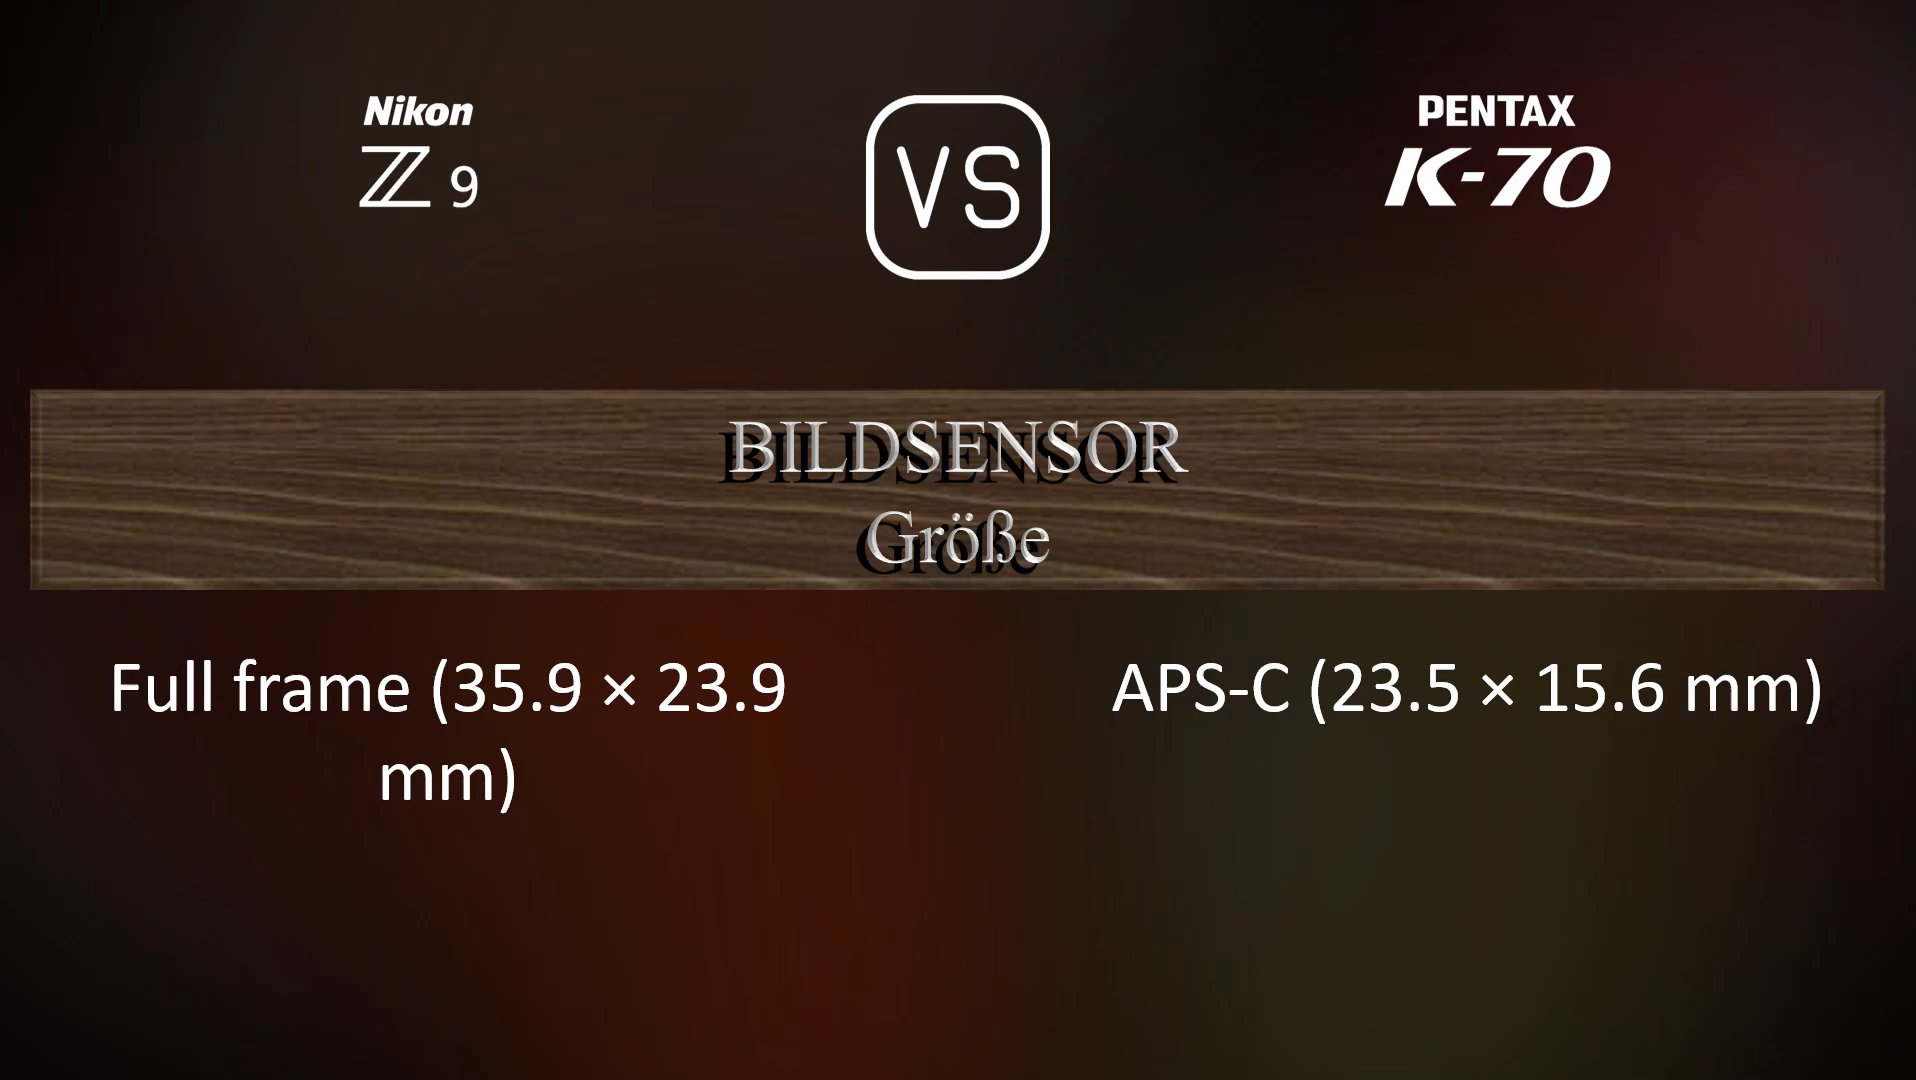 Nikon
Z 9
VS
PENTAX
K-70
BILDSENSOR
Größe
Full frame (35.9 × 23.9
mm)
APS-C (23.5 × 15.6 mm)